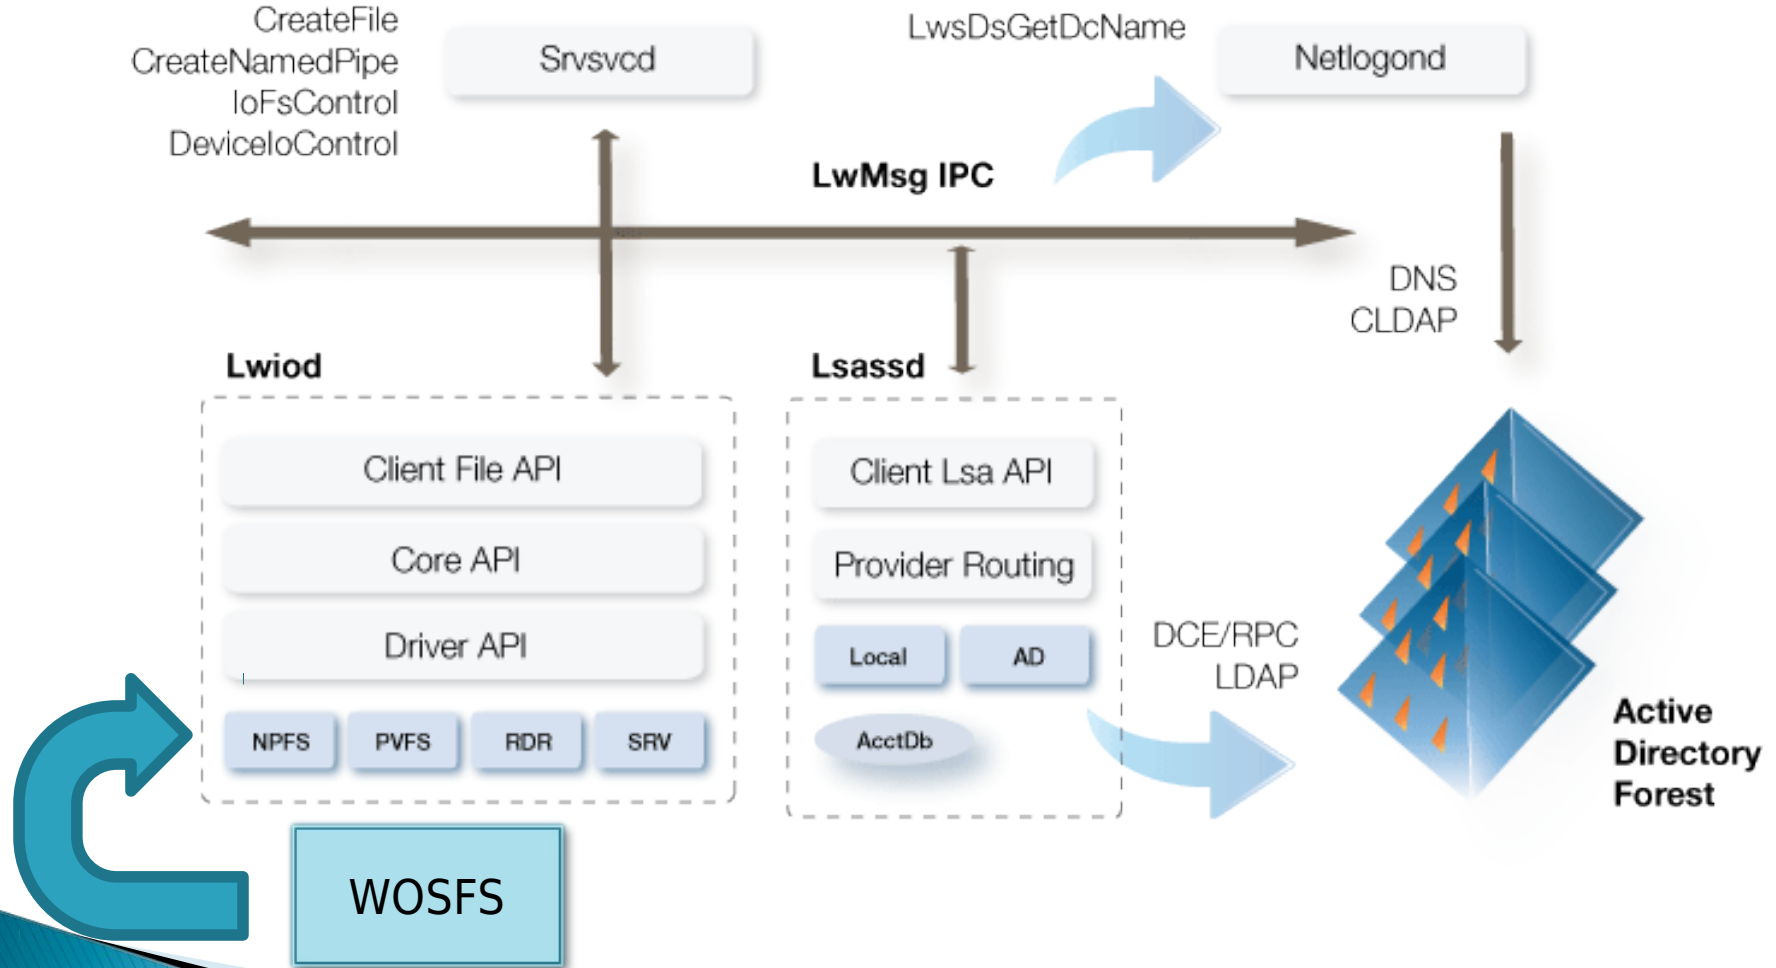 CreateFile
CreateNamedPipe
IoFsControl
DeviceIoControl
Srvsvcd
LwsDsGetDcName
Netlogond
LwMsg IPC
DNS
CLDAP
Lwiod
Client File API
Core API
Driver API
NPFS
PVFS
RDR
SRV
Lsassd
Client Lsa API
Provider Routing
Local
AD
AcctDb
DCE/RPC
LDAP
Active
Directory
Forest
WOSFS